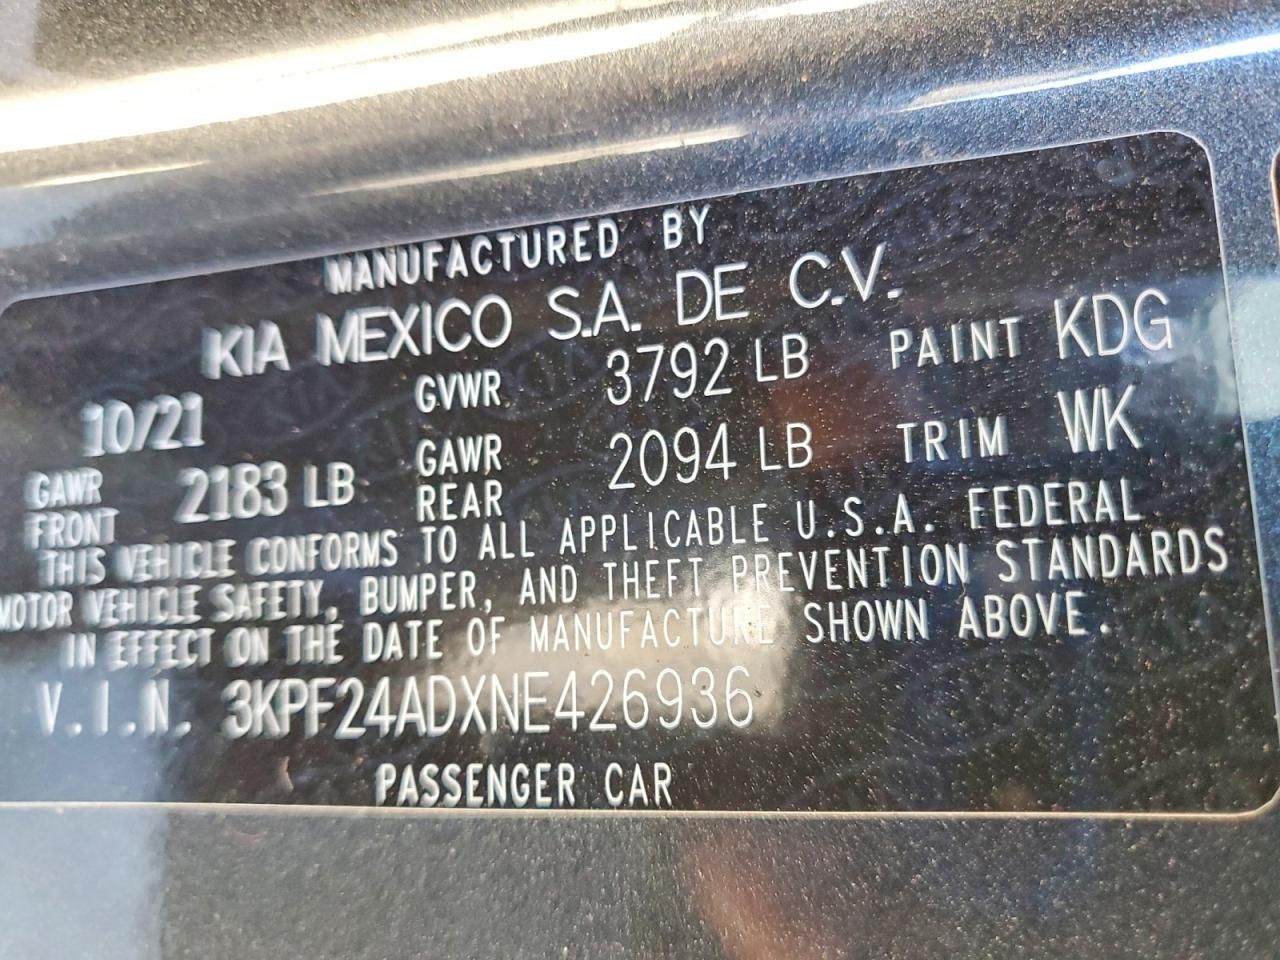 MANUFACTURED BY
KIA MEXICO S.A. DE C.V.
10/21 GVWR 3792 LB PAINT KDG
GAWR FRONT 2183 LB GAWR REAR 2094 LB TRIM WK
THIS VEHICLE CONFORMS TO ALL APPLICABLE U.S.A. FEDERAL
MOTOR VEHICLE SAFETY, BUMPER, AND THEFT PREVENTION STANDARDS
IN EFFECT ON THE DATE OF MANUFACTURE SHOWN ABOVE.
V.I.N. 3KPF24ADXNE426936
PASSENGER CAR